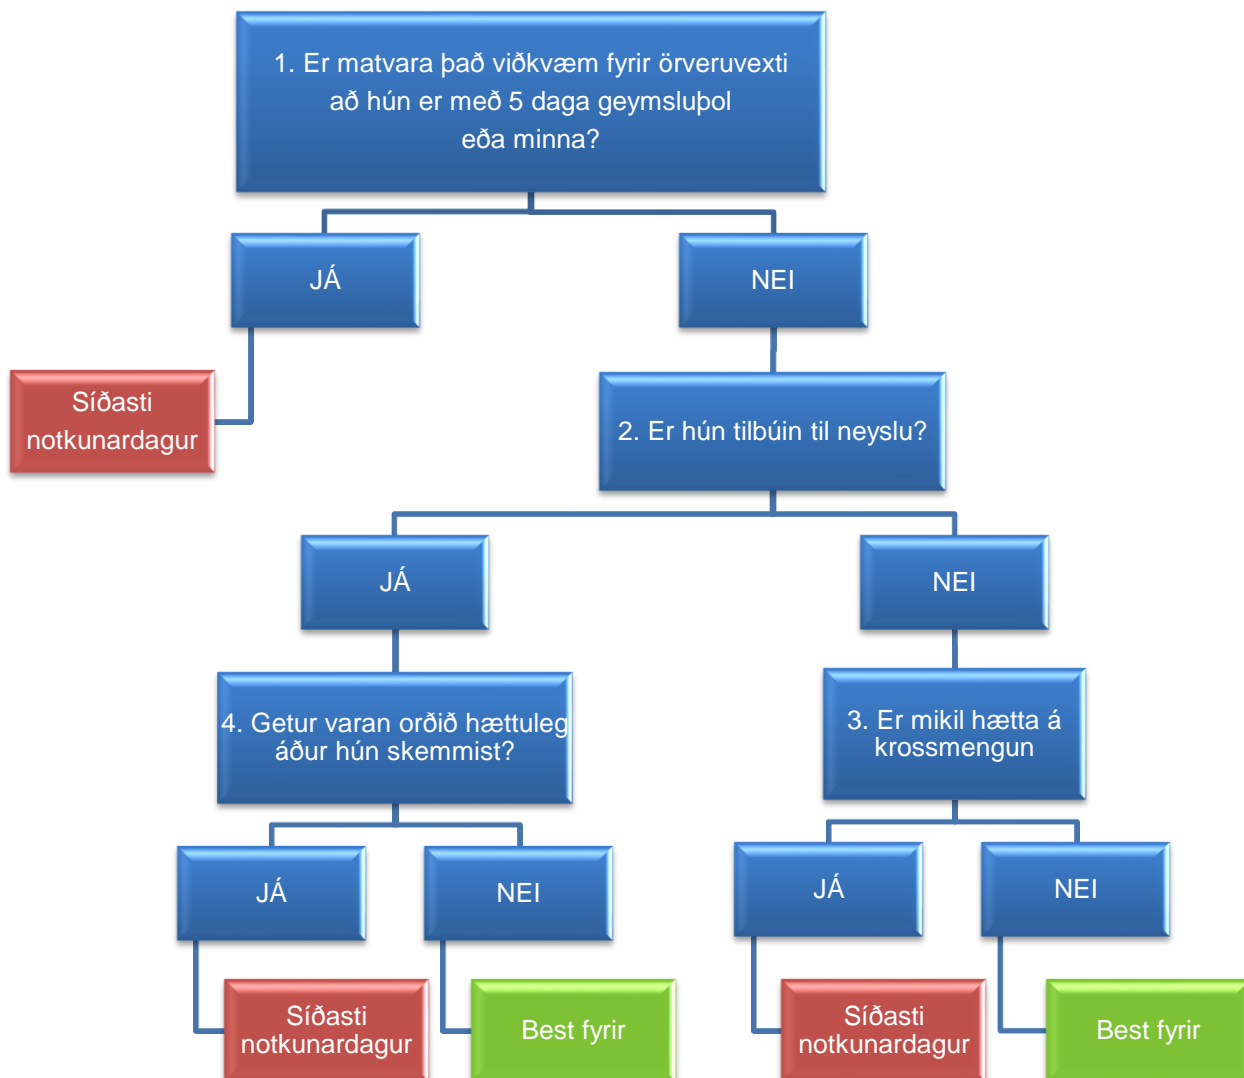 1. Er matvara það viðkvæm fyrir örveruvexti
að hún er með 5 daga geymsluþol
eða minna?
JÁ
NEI
Síðasti
notkunardagur
2. Er hún tilbúin til neyslu?
JÁ
NEI
4. Getur varan orðið hættuleg
áður hún skemmist?
3. Er mikil hætta á
krossmengun
JÁ
NEI
JÁ
NEI
Síðasti
notkunardagur
Best fyrir
Síðasti
notkunardagur
Best fyrir